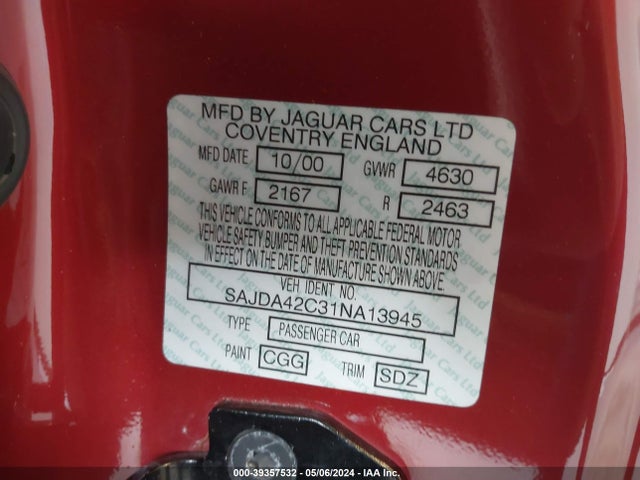 MFD BY JAGUAR CARS LTD
COVENTRY ENGLAND
MFD DATE 10/00 GVWR 4630
GAWR F 2167 R 2463
THIS VEHICLE CONFORMS TO ALL APPLICABLE FEDERAL MOTOR
VEHICLE SAFETY BUMPER AND THEFT PREVENTION STANDARDS
IN EFFECT ON THE DATE OF MANUFACTURE SHOWN ABOVE.
VEH IDENT NO.
SAJDA42C31NA13945
TYPE PASSENGER CAR
PAINT CGG TRIM SDZ
000-39357532 - 05/06/2024 - IAA Inc.